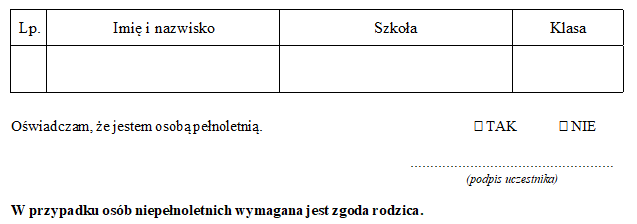 Lp. Imię i nazwisko Szkoła Klasa
Oświadczam, że jestem osobą pełnoletnią. □ TAK □ NIE
(podpis uczestnika)
W przypadku osób niepełnoletnich wymagana jest zgoda rodzica.